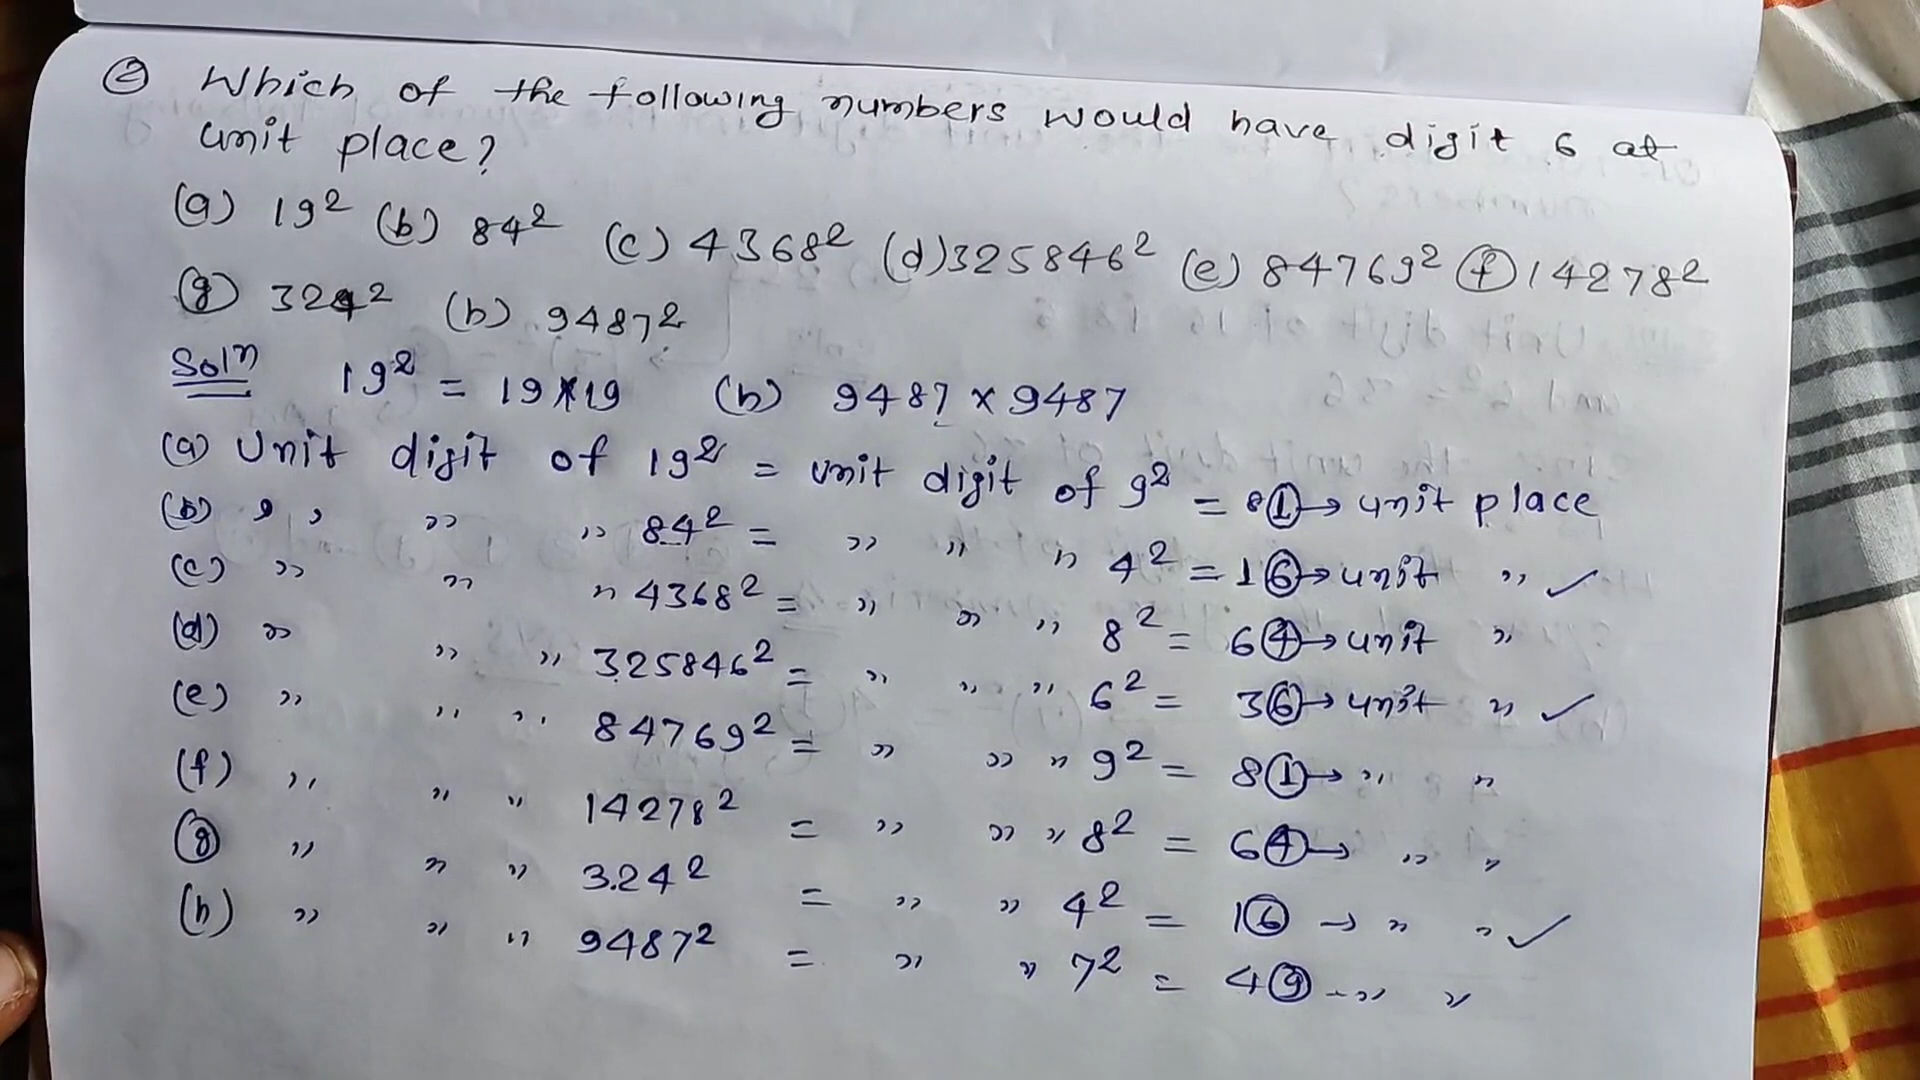 ② Which of the following numbers would have digit 6 at
unit place?
(a) 19² (b) 84² (c) 4368² (d) 325846² (e) 84769² (f) 14278²
(g) 324² (h) 9487²
Solⁿ 19² = 19×19 (h) 9487 × 9487
(a) Unit digit of 19² = unit digit of 9² = 81 → unit place
(b) ,, ,, ,, 84² = ,, ,, ,, 4² = 16 → unit ,, ✓
(c) ,, ,, ,, 4368² = ,, ,, ,, 8² = 64 → unit ,,
(d) ,, ,, ,, 325846² = ,, ,, ,, 6² = 36 → unit ,, ✓
(e) ,, ,, ,, 84769² = ,, ,, ,, 9² = 81 → ,, ,,
(f) ,, ,, ,, 14278² = ,, ,, ,, 8² = 64 → ,, ,,
(g) ,, ,, ,, 324² = ,, ,, 4² = 16 → ,, ,, ✓
(h) ,, ,, ,, 9487² = ,, ,, 7² = 49 → ,, ,,